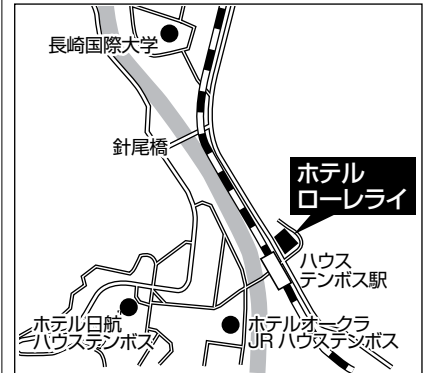 長崎国際大学
針尾橋
ホテル
ローレライ
ハウス
テンボス駅
ホテル日航
ハウステンボス
ホテルオークラ
JRハウステンボス